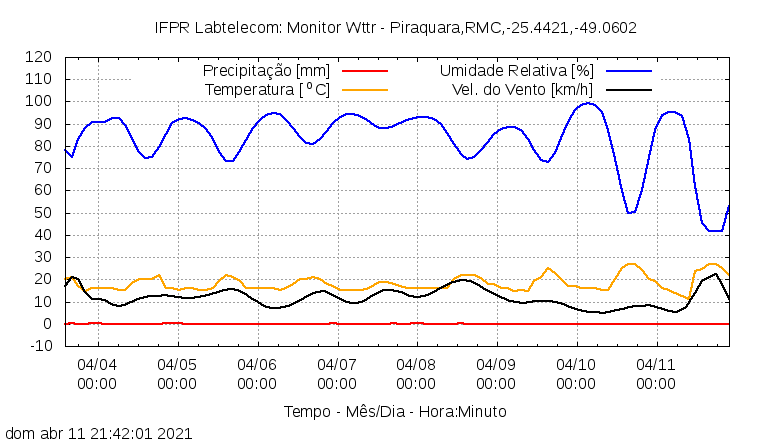 IFPR Labtelecom: Monitor Wttr - Piraquara,RMC,-25.4421,-49.0602
Precipitação [mm]
Temperatura [⁰C]
Umidade Relativa [%]
Vel. do Vento [km/h]
120
110
100
90
80
70
60
50
40
30
20
10
0
-10
04/04 04/05 04/06 04/07 04/08 04/09 04/10 04/11
00:00 00:00 00:00 00:00 00:00 00:00 00:00 00:00
Tempo - Mês/Dia - Hora:Minuto
dom abr 11 21:42:01 2021